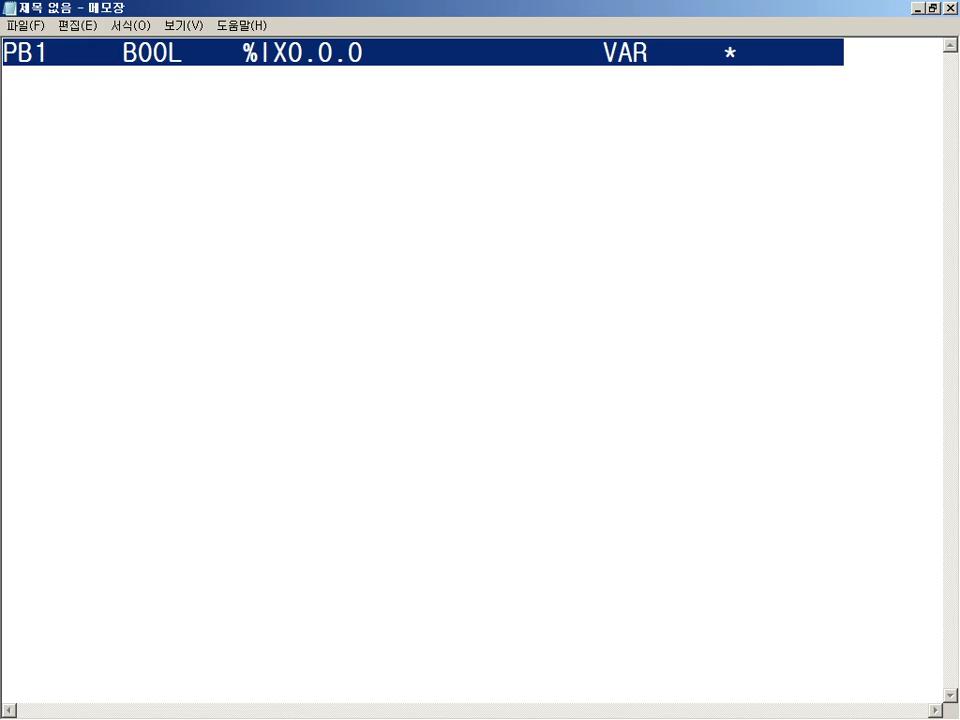 제목 없음 - 메모장
파일(F) 편집(E) 서식(O) 보기(V) 도움말(H)
PB1 BOOL %IX0.0.0 VAR *